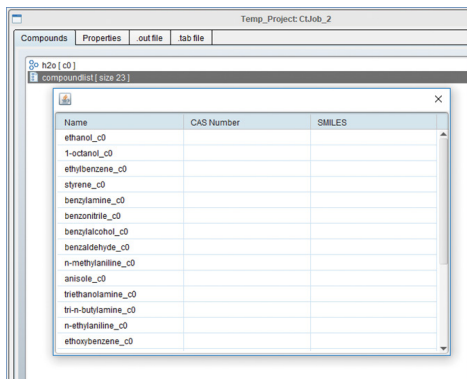 Temp_Project: CtJob_2
Compounds Properties .out file .tab file
h2o [ c0 ]
compoundlist [ size 23 ]
Name CAS Number SMILES
ethanol_c0
1-octanol_c0
ethylbenzene_c0
styrene_c0
benzylamine_c0
benzonitrile_c0
benzylalcohol_c0
benzaldehyde_c0
n-methylaniline_c0
anisole_c0
triethanolamine_c0
tri-n-butylamine_c0
n-ethylaniline_c0
ethoxybenzene_c0